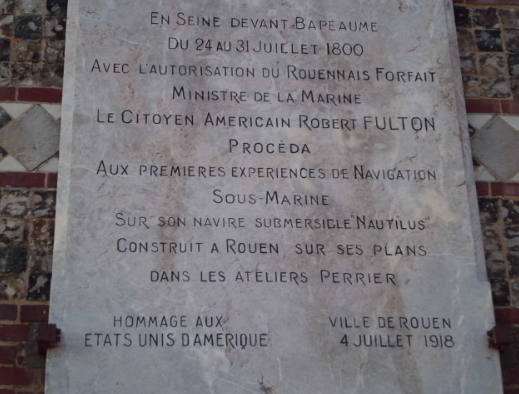 EN SEINE DEVANT BAPEAUME
DU 24 AU 31 JUILLET 1800
AVEC L'AUTORISATION DU ROUENNAIS FORFAIT
MINISTRE DE LA MARINE
LE CITOYEN AMERICAIN ROBERT FULTON
PROCÉDA
AUX PREMIERES EXPERIENCES DE NAVIGATION
SOUS-MARINE
SUR SON NAVIRE SUBMERSIBLE "NAUTILUS"
CONSTRUIT A ROUEN SUR SES PLANS
DANS LES ATELIERS PERRIER
HOMMAGE AUX
ETATS UNIS D'AMERIQUE
VILLE DE ROUEN
4 JUILLET 1918